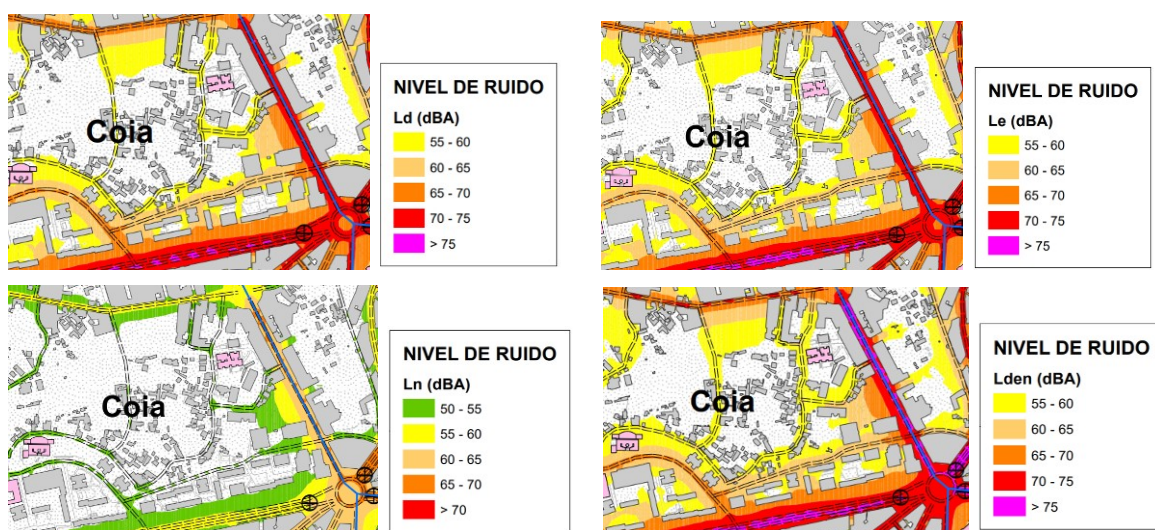 Coia
NIVEL DE RUIDO
Ld (dBA)
55 - 60
60 - 65
65 - 70
70 - 75
> 75
Coia
NIVEL DE RUIDO
Le (dBA)
55 - 60
60 - 65
65 - 70
70 - 75
> 75
Coia
NIVEL DE RUIDO
Ln (dBA)
50 - 55
55 - 60
60 - 65
65 - 70
> 70
Coia
NIVEL DE RUIDO
Lden (dBA)
55 - 60
60 - 65
65 - 70
70 - 75
> 75